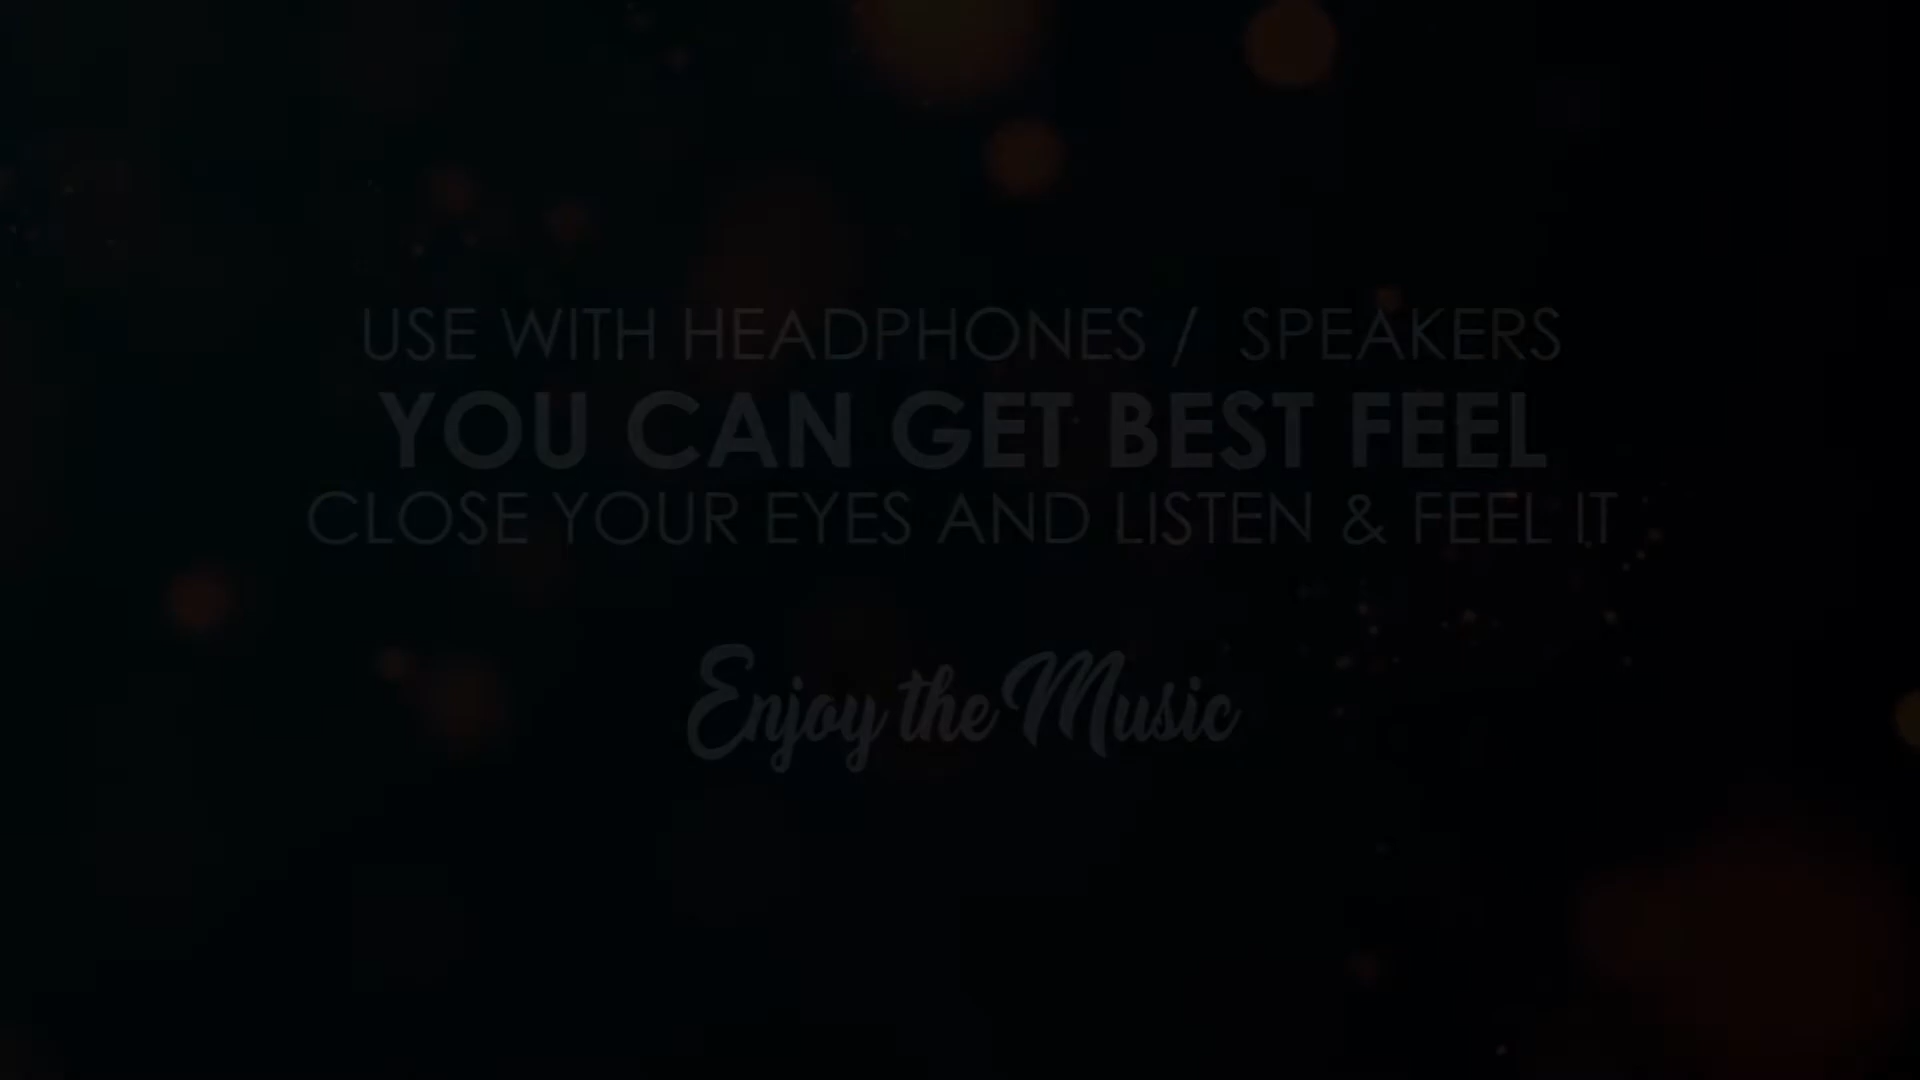 USE WITH HEADPHONES / SPEAKERS
YOU CAN GET BEST FEEL
CLOSE YOUR EYES AND LISTEN & FEEL IT
Enjoy the Music